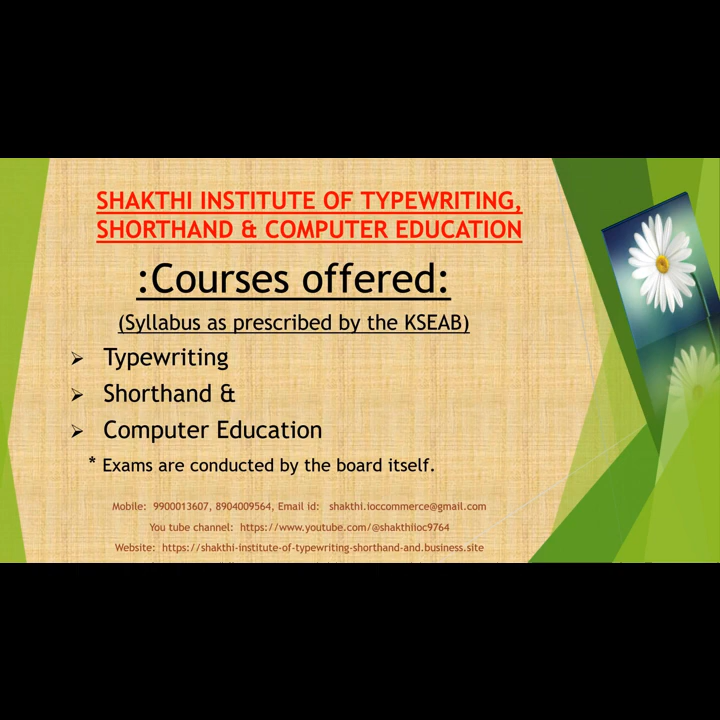 SHAKTHI INSTITUTE OF TYPEWRITING,
SHORTHAND & COMPUTER EDUCATION
:Courses offered:
(Syllabus as prescribed by the KSEAB)
➢ Typewriting
➢ Shorthand &
➢ Computer Education
* Exams are conducted by the board itself.
Mobile: 9900013607, 8904009564, Email id: shakthi.ioccommerce@gmail.com
You tube channel: https://www.youtube.com/@shakthiioc9764
Website: https://shakthi-institute-of-typewriting-shorthand-and.business.site